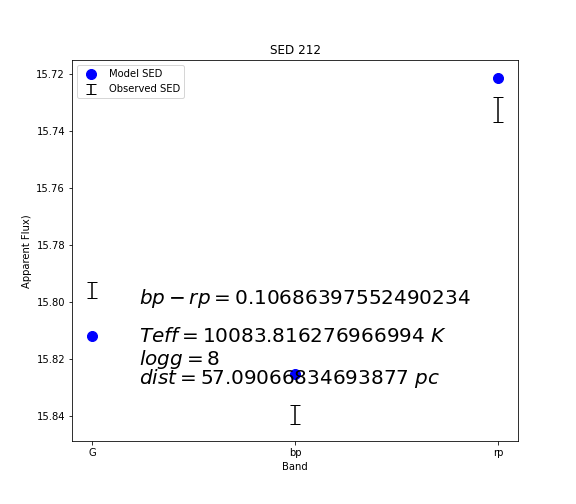 SED 212
Model SED
Observed SED
15.72
15.74
15.76
15.78
15.80
15.82
15.84
Apparent Flux)
bp − rp = 0.10686397552490234
Teff = 10083.816276966994 K
logg = 8
dist = 57.09066834693877 pc
G
bp
rp
Band